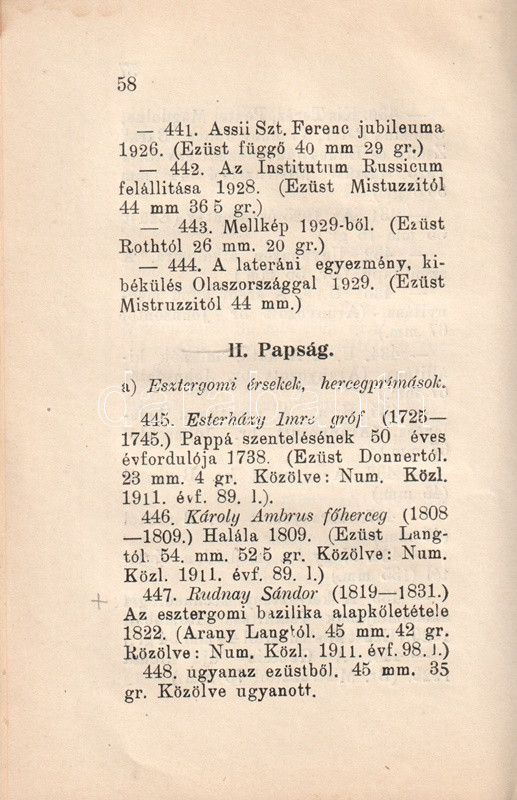 58
— 441. Assii Szt. Ferenc jubileuma
1926. (Ezüst függő 40 mm 29 gr.)
— 442. Az Institutum Russicum
felállitása 1928. (Ezüst Mistuzzitól
44 mm 36 5 gr.)
— 443. Mellkép 1929-ből. (Ezüst
Rothtól 26 mm. 20 gr.)
— 444. A lateráni egyezmény, ki-
békülés Olaszországgal 1929. (Ezüst
Mistruzzitól 44 mm.)
II. Papság.
a) Esztergomi érsekek, hercegprímások.
445. Esterházy Imre gróf (1725—
1745.) Pappá szentelésének 50 éves
évfordulója 1738. (Ezüst Donnertól.
23 mm. 4 gr. Közölve: Num. Közl.
1911. évf. 89. l.).
446. Károly Ambrus főherceg (1808
—1809.) Halála 1809. (Ezüst Lang-
tól. 54. mm. 52 5 gr. Közölve: Num.
Közl. 1911. évf. 89. l.)
447. Rudnay Sándor (1819—1831.)
Az esztergomi bazilika alapkőletétele
1822. (Arany Langtól. 45 mm. 42 gr.
Közölve: Num. Közl. 1911. évf. 98. l.)
448. ugyanaz ezüstből. 45 mm. 35
gr. Közölve ugyanott.